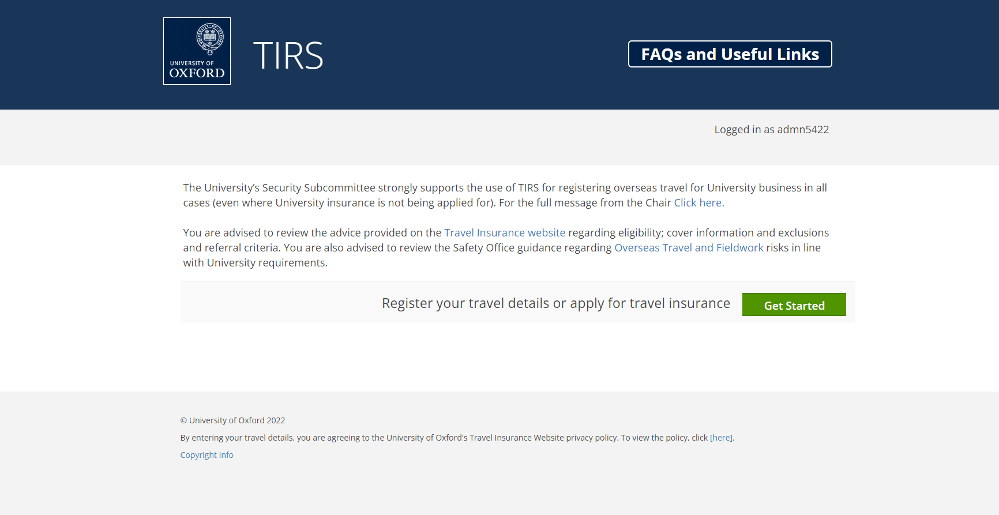 UNIVERSITY OF
OXFORD
TIRS
FAQs and Useful Links
Logged in as admn5422
The University’s Security Subcommittee strongly supports the use of TIRS for registering overseas travel for University business in all
cases (even where University insurance is not being applied for). For the full message from the Chair Click here.
You are advised to review the advice provided on the Travel Insurance website regarding eligibility; cover information and exclusions
and referral criteria. You are also advised to review the Safety Office guidance regarding Overseas Travel and Fieldwork risks in line
with University requirements.
Register your travel details or apply for travel insurance
Get Started
© University of Oxford 2022
By entering your travel details, you are agreeing to the University of Oxford's Travel Insurance Website privacy policy. To view the policy, click [here].
Copyright Info